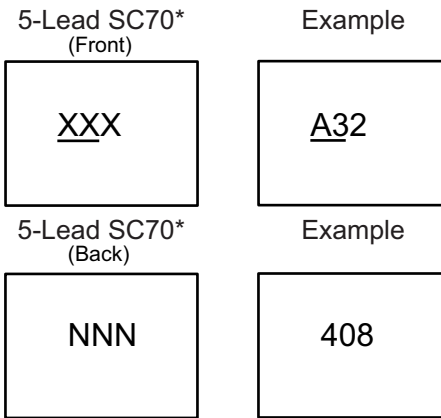 5-Lead SC70* Example
(Front)
XXX A32
5-Lead SC70* Example
(Back)
NNN 408